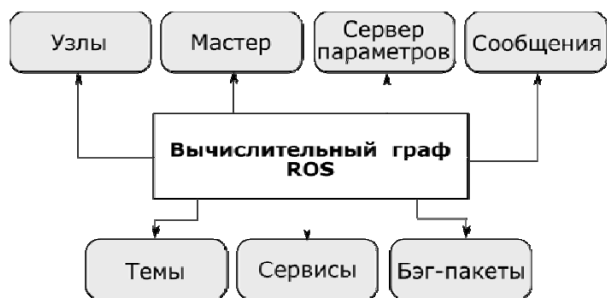 Узлы
Мастер
Сервер
параметров
Сообщения
Вычислительный граф
ROS
Темы
Сервисы
Бэг-пакеты